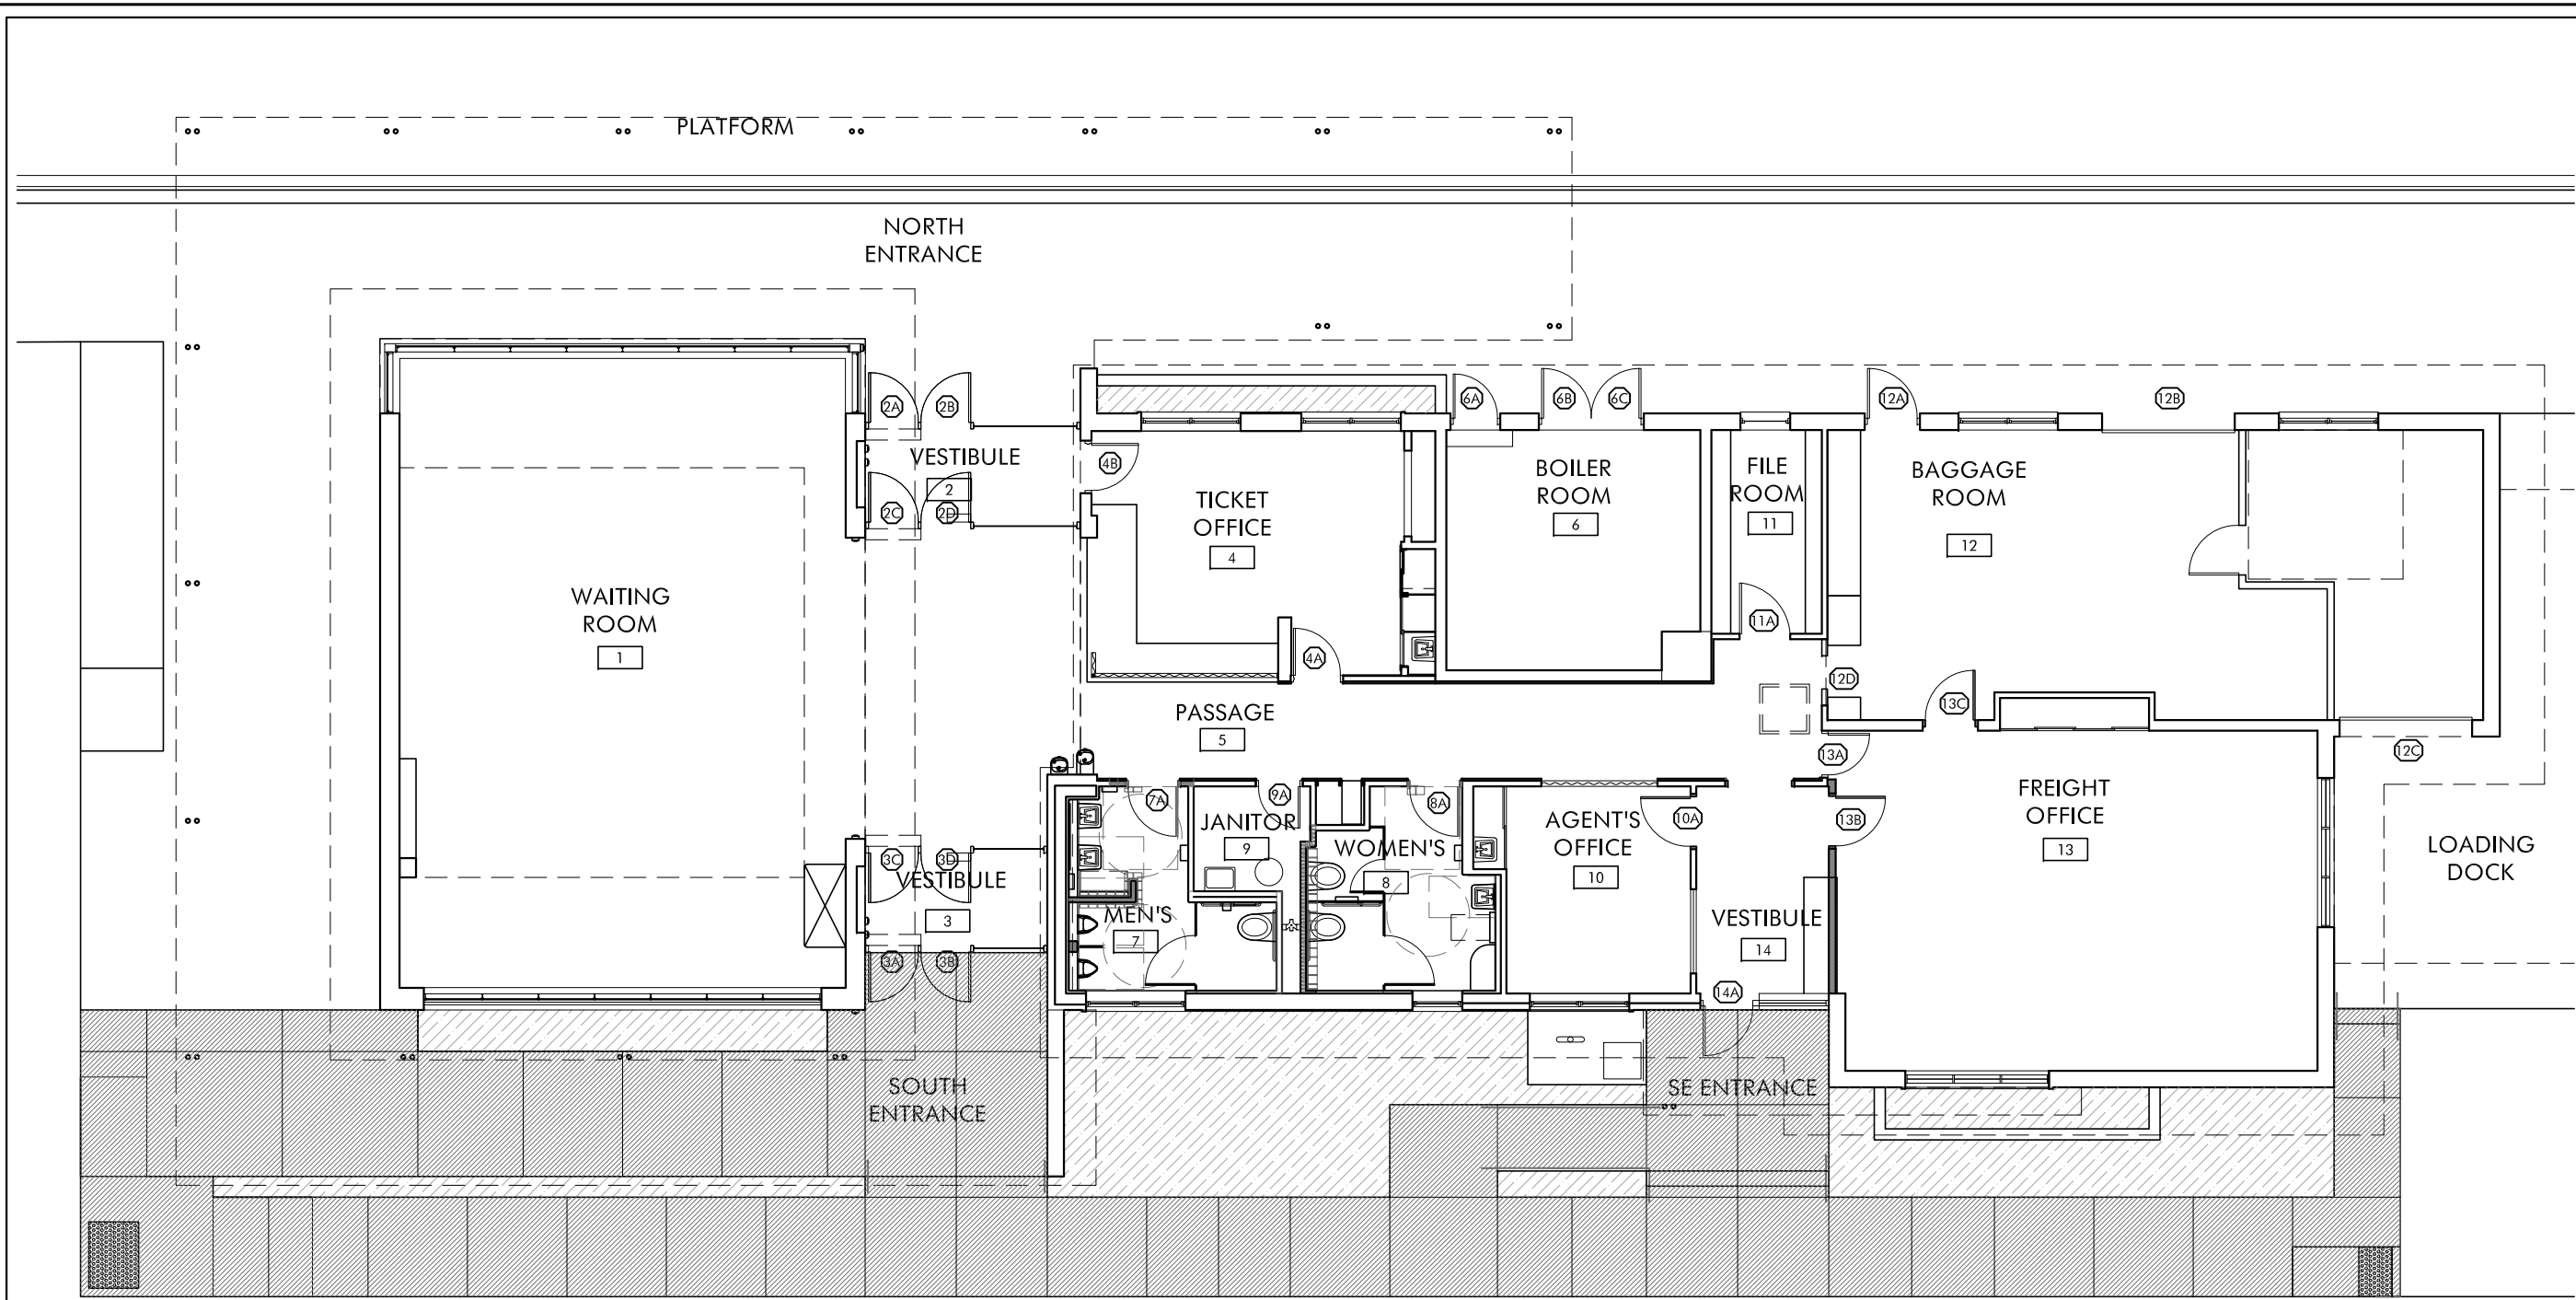 PLATFORM
NORTH
ENTRANCE
2A
2B
6A
6B
6C
12A
12B
VESTIBULE
2
2C
2D
4B
TICKET
OFFICE
4
BOILER
ROOM
6
FILE
ROOM
11
BAGGAGE
ROOM
12
WAITING
ROOM
1
4A
11A
12D
13C
PASSAGE
5
13A
12C
7A
9A
8A
10A
13B
JANITOR
9
WOMEN'S
8
AGENT'S
OFFICE
10
FREIGHT
OFFICE
13
LOADING
DOCK
3C
3D
VESTIBULE
3
MEN'S
7
VESTIBULE
14
3A
3B
14A
SOUTH
ENTRANCE
SE ENTRANCE